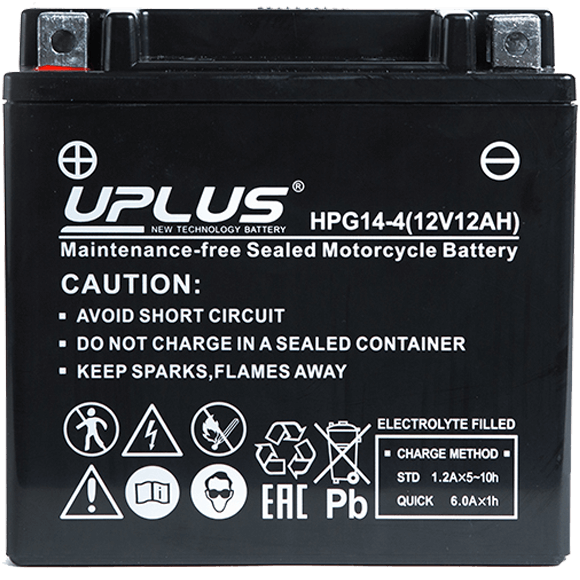 UPLUS®
NEW TECHNOLOGY BATTERY
HPG14-4(12V12AH)
Maintenance-free Sealed Motorcycle Battery
CAUTION:
▪ AVOID SHORT CIRCUIT
▪ DO NOT CHARGE IN A SEALED CONTAINER
▪ KEEP SPARKS,FLAMES AWAY
ELECTROLYTE FILLED
▪ CHARGE METHOD ▪
STD 1.2A×5~10h
QUICK 6.0A×1h
EAC Pb